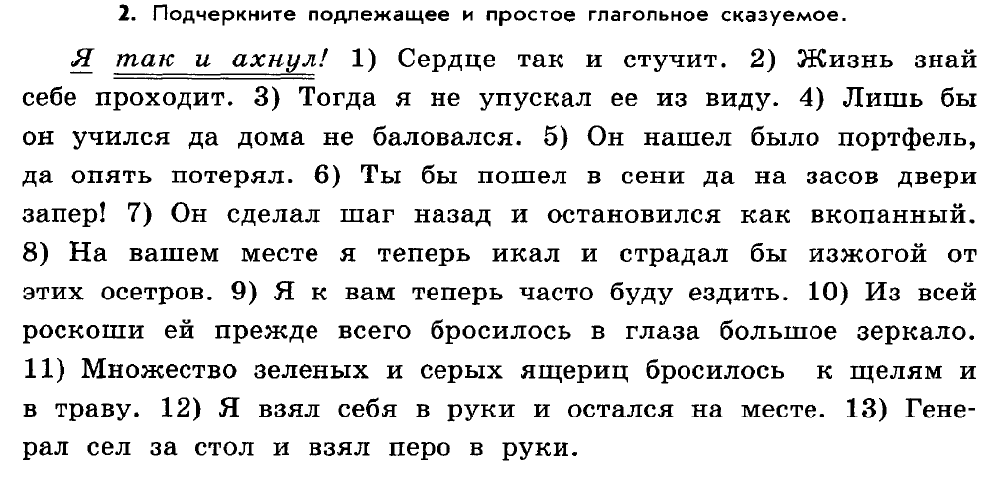 2. Подчеркните подлежащее и простое глагольное сказуемое.
Я так и ахнул! 1) Сердце так и стучит. 2) Жизнь знай
себе проходит. 3) Тогда я не упускал ее из виду. 4) Лишь бы
он учился да дома не баловался. 5) Он нашел было портфель,
да опять потерял. 6) Ты бы пошел в сени да на засов двери
запер! 7) Он сделал шаг назад и остановился как вкопанный.
8) На вашем месте я теперь икал и страдал бы изжогой от
этих осетров. 9) Я к вам теперь часто буду ездить. 10) Из всей
роскоши ей прежде всего бросилось в глаза большое зеркало.
11) Множество зеленых и серых ящериц бросилось к щелям и
в траву. 12) Я взял себя в руки и остался на месте. 13) Гене-
рал сел за стол и взял перо в руки.